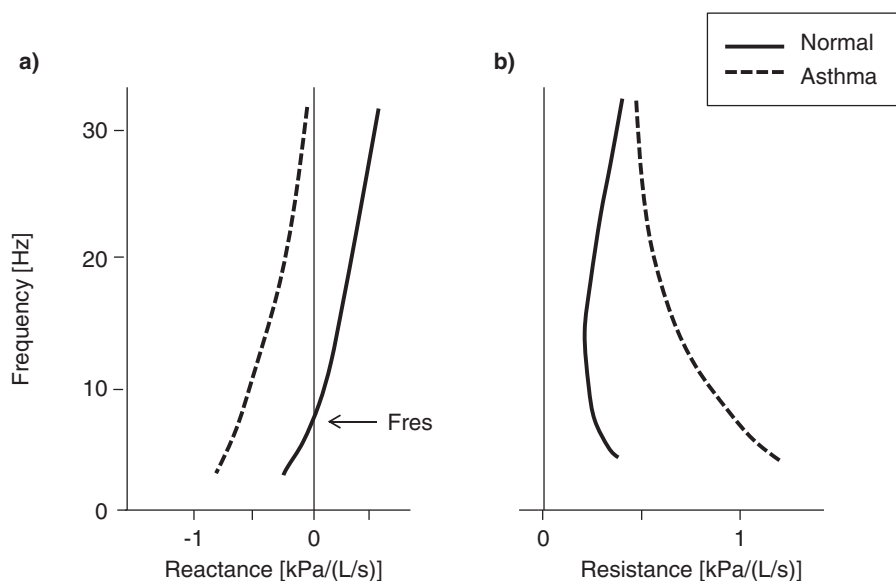 Normal
Asthma
a)
b)
30
20
10
0
Frequency [Hz]
Fres
-1
0
Reactance [kPa/(L/s)]
0
1
Resistance [kPa/(L/s)]